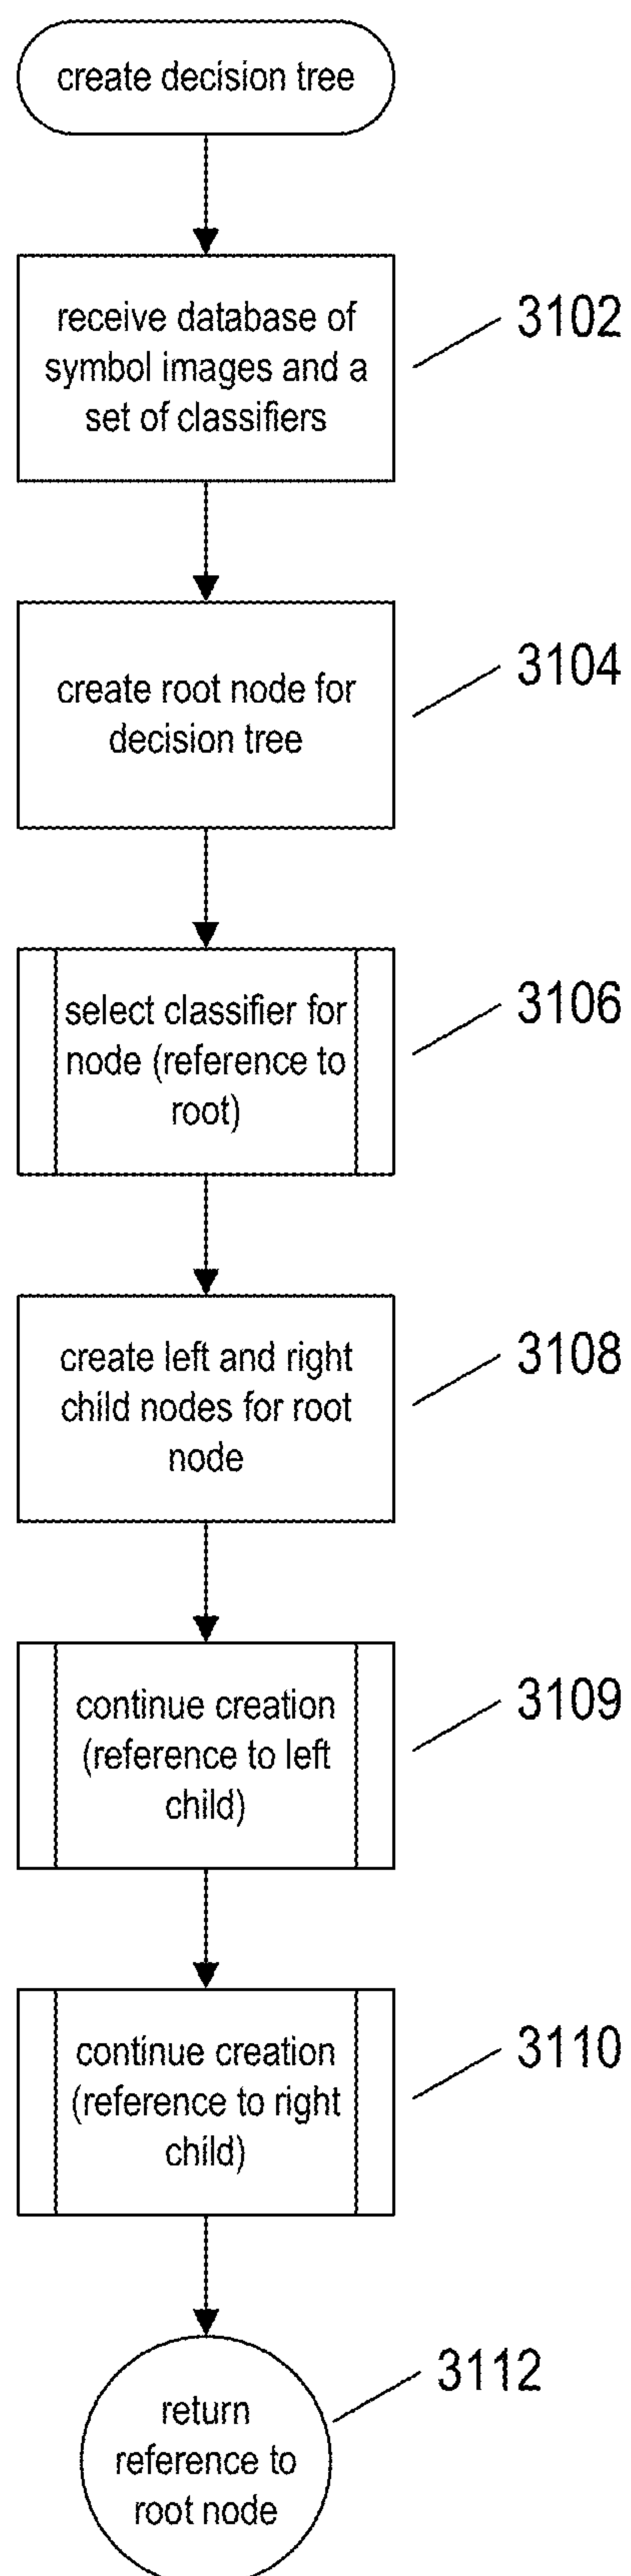 create decision tree
receive database of
symbol images and a
set of classifiers
3102
create root node for
decision tree
3104
select classifier for
node (reference to
root)
3106
create left and right
child nodes for root
node
3108
continue creation
(reference to left
child)
3109
continue creation
(reference to right
child)
3110
return
reference to
root node
3112